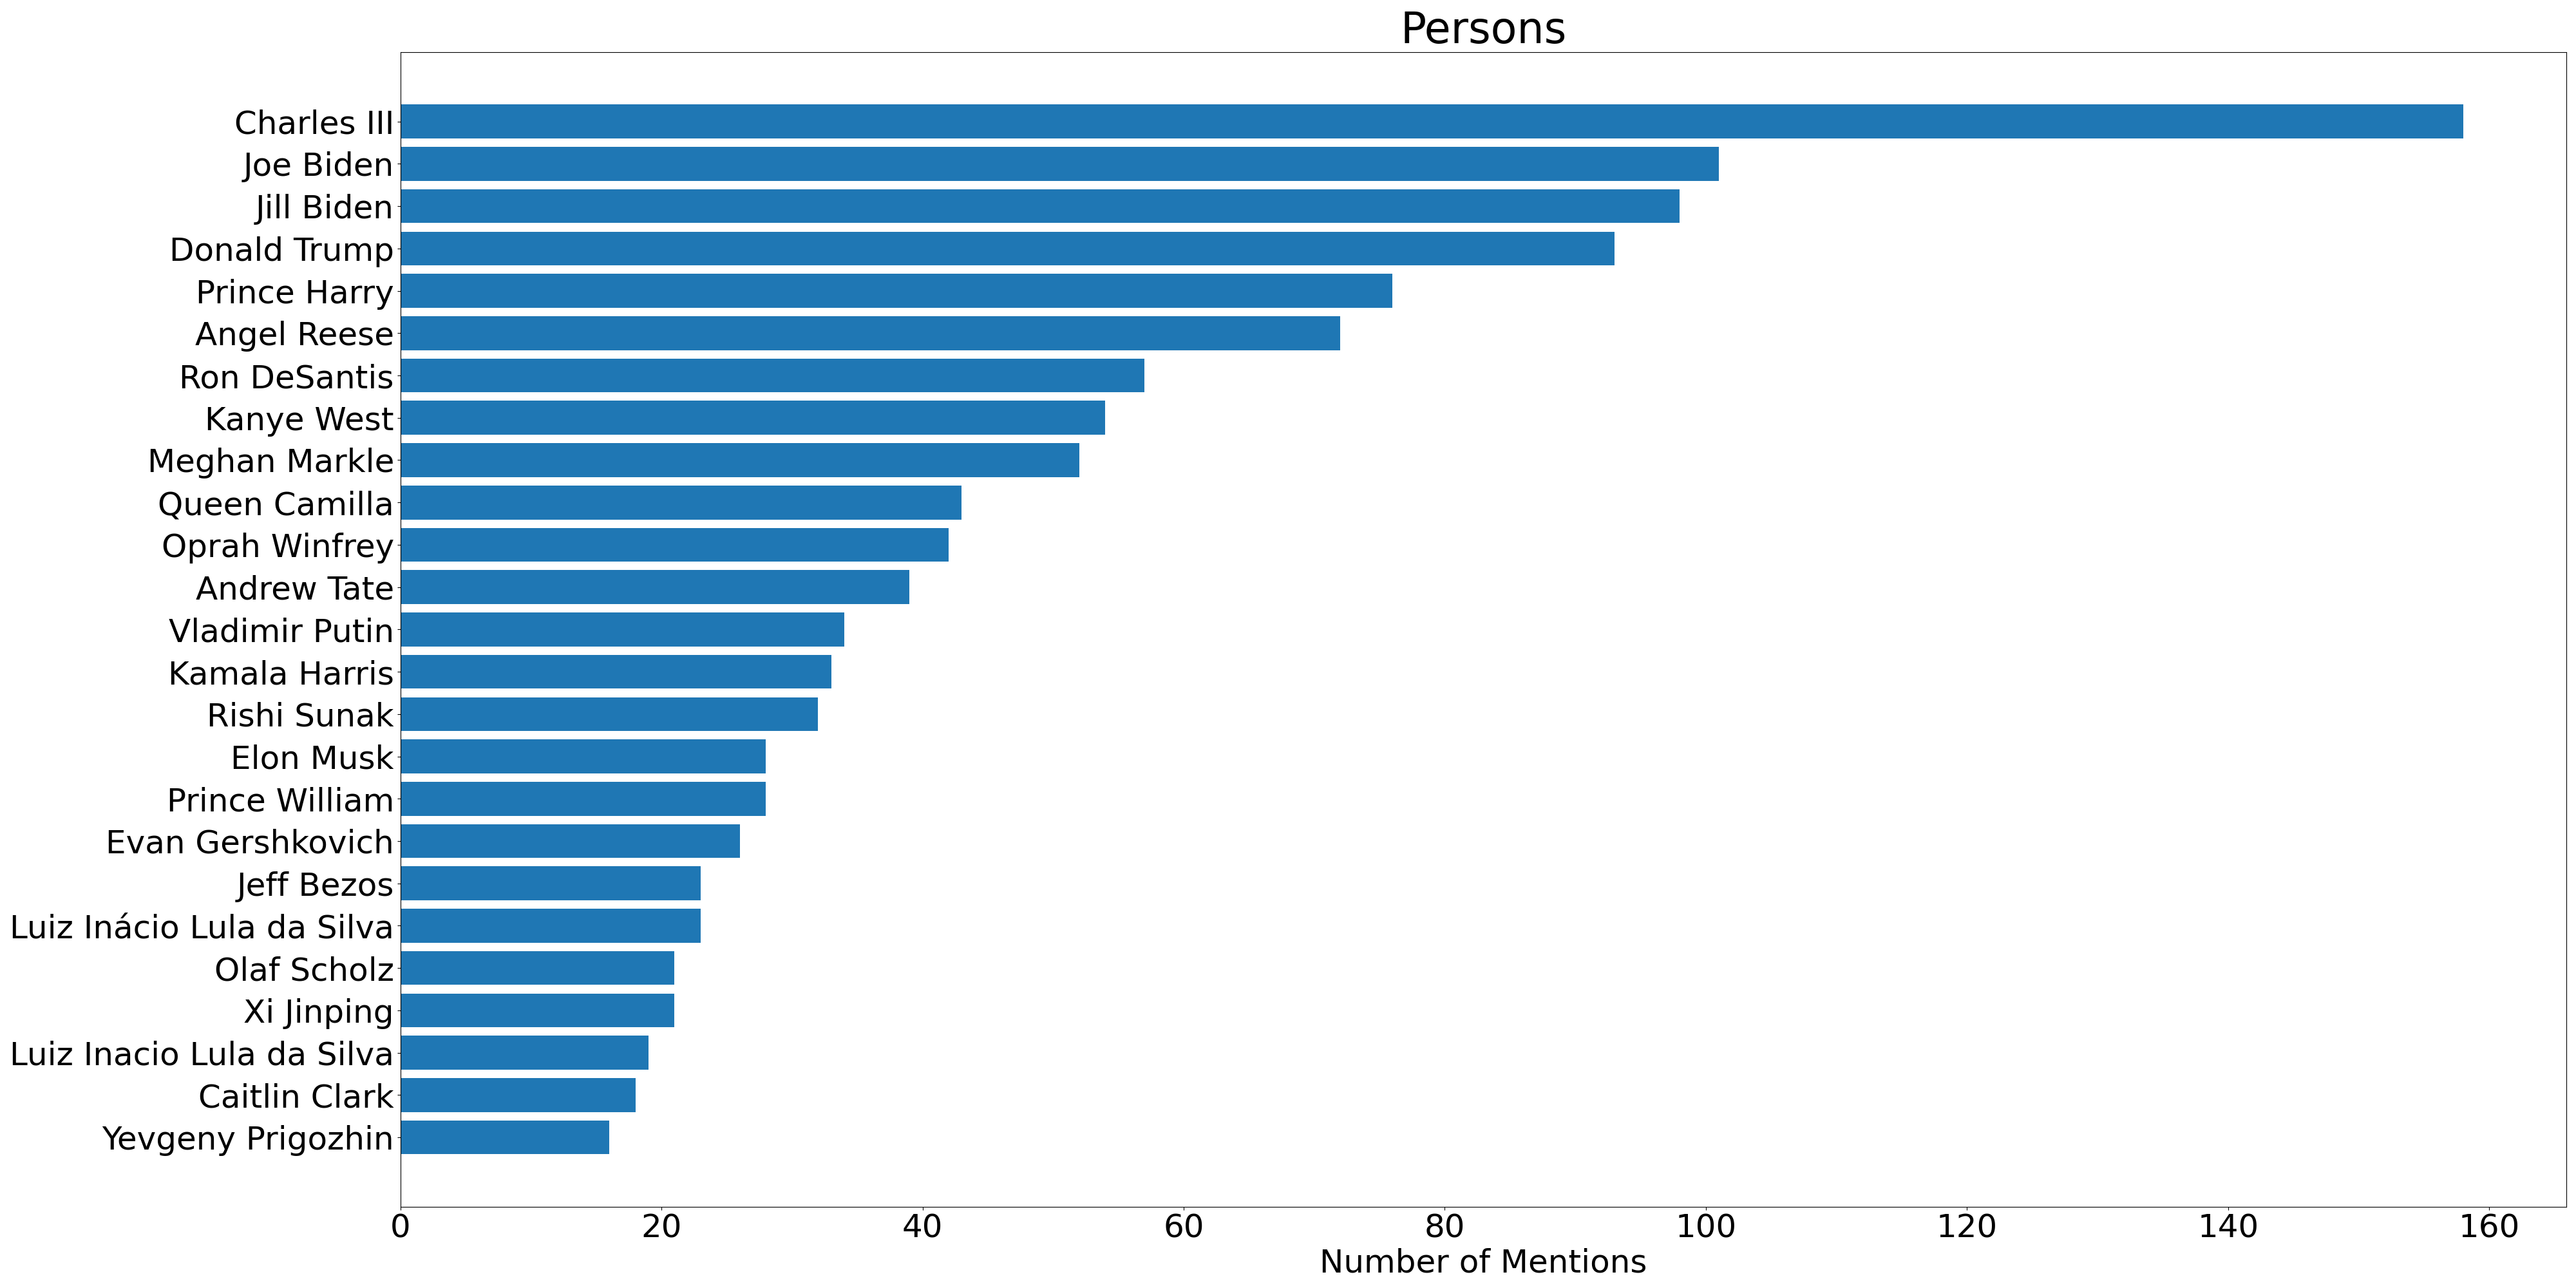 Persons
Charles III
Joe Biden
Jill Biden
Donald Trump
Prince Harry
Angel Reese
Ron DeSantis
Kanye West
Meghan Markle
Queen Camilla
Oprah Winfrey
Andrew Tate
Vladimir Putin
Kamala Harris
Rishi Sunak
Elon Musk
Prince William
Evan Gershkovich
Jeff Bezos
Luiz Inácio Lula da Silva
Olaf Scholz
Xi Jinping
Luiz Inacio Lula da Silva
Caitlin Clark
Yevgeny Prigozhin
0 20 40 60 80 100 120 140 160
Number of Mentions